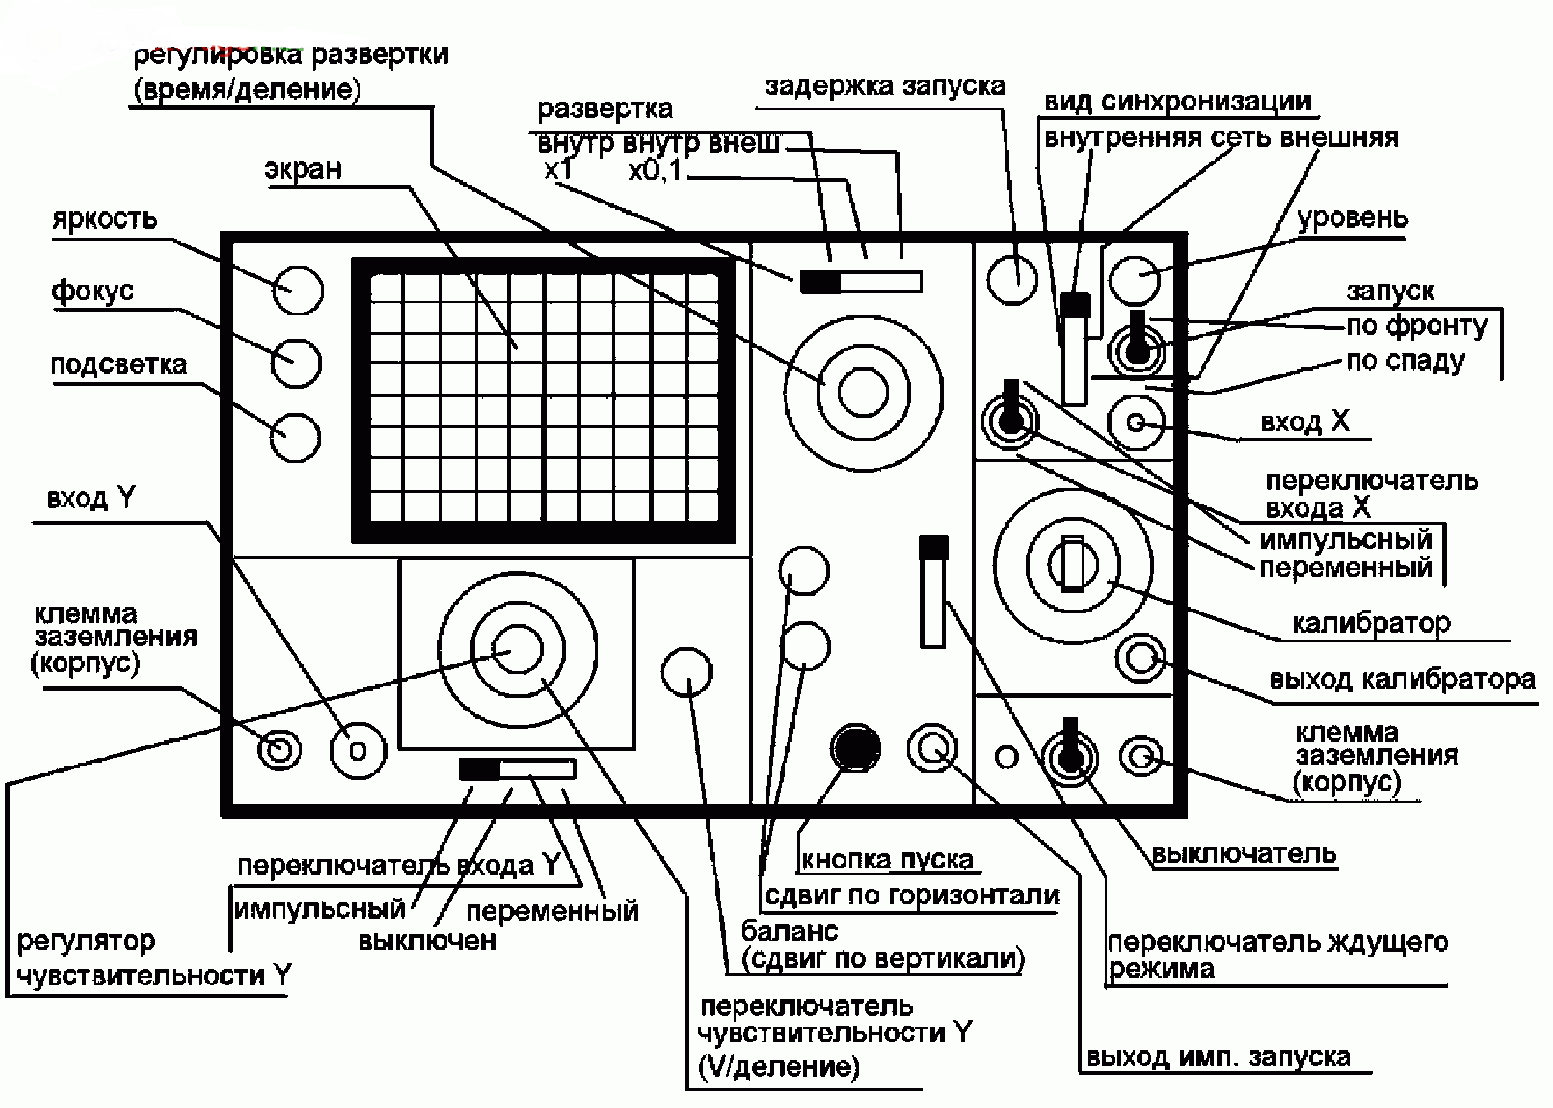 регулировка развертки
(время/деление)
развертка
внутр внутр внеш
x1 x0,1
задержка запуска
вид синхронизации
внутренняя сеть внешняя
экран
яркость
фокус
подсветка
вход Y
клемма
заземления
(корпус)
уровень
запуск
по фронту
по спаду
вход X
переключатель
входа X
импульсный
переменный
калибратор
выход калибратора
клемма
заземления
(корпус)
выключатель
переключатель входа Y
импульсный
выключен
переменный
регулятор
чувствительности Y
кнопка пуска
сдвиг по горизонтали
баланс
(сдвиг по вертикали)
переключатель
чувствительности Y
(V/деление)
переключатель ждущего
режима
выход имп. запуска